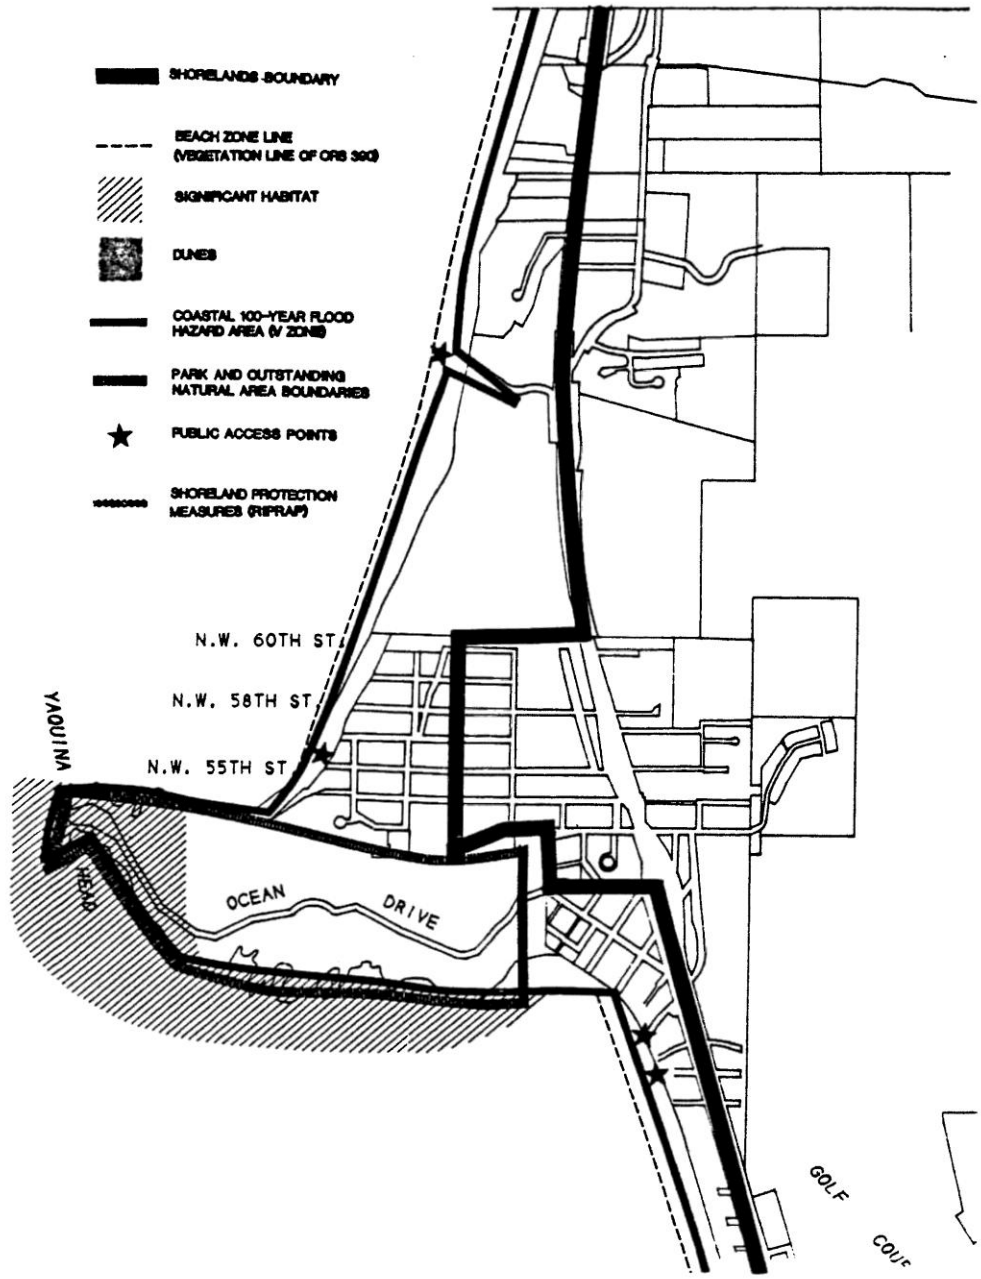 SHORELANDS BOUNDARY
BEACH ZONE LINE
(VEGETATION LINE OF ORS 390)
SIGNIFICANT HABITAT
DUNES
COASTAL 100-YEAR FLOOD
HAZARD AREA (V ZONE)
PARK AND OUTSTANDING
NATURAL AREA BOUNDARIES
PUBLIC ACCESS POINTS
SHORELAND PROTECTION
MEASURES (RIPRAP)
N.W. 60TH ST.
N.W. 58TH ST.
N.W. 55TH ST.
YAQUINA
HEAD
OCEAN DRIVE
GOLF
COUR